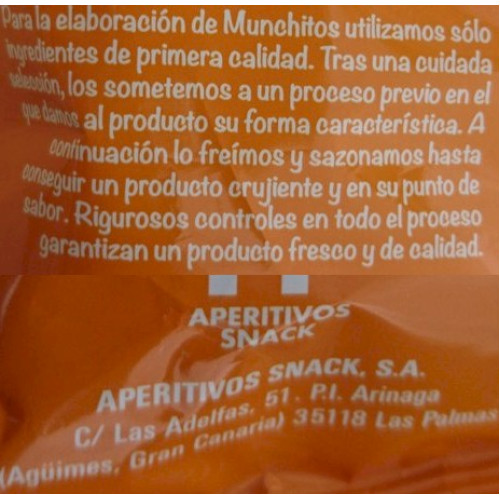 Para la elaboración de Munchitos utilizamos sólo
ingredientes de primera calidad. Tras una cuidada
selección, los sometemos a un proceso previo en el
que damos al producto su forma característica. A
continuación lo freímos y sazonamos hasta
conseguir un producto crujiente y en su punto de
sabor. Rigurosos controles en todo el proceso
garantizan un producto fresco y de calidad.
APERITIVOS
SNACK
APERITIVOS SNACK, S.A.
C/ Las Adelfas, 51. P.I. Arinaga
(Agüimes, Gran Canaria) 35118 Las Palmas